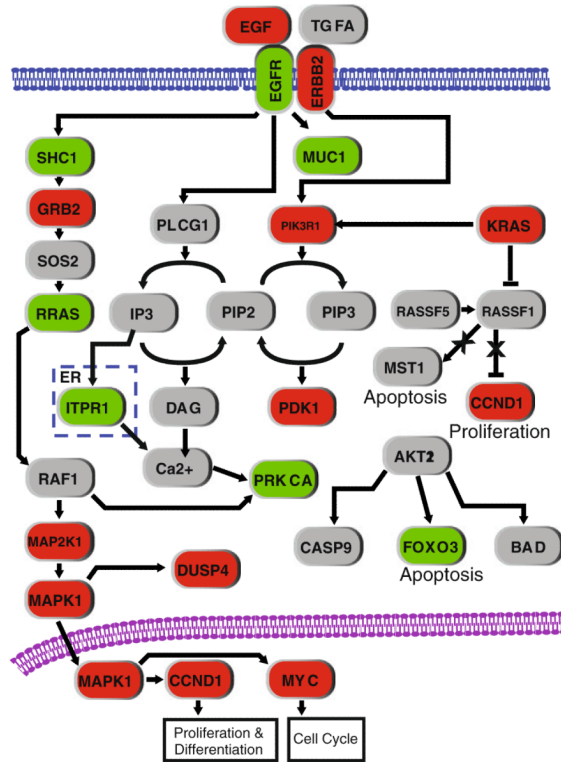 EGF
TGFA
EGFR
ERBB2
SHC1
MUC1
GRB2
PLCG1
PIK3R1
KRAS
SOS2
RRAS
IP3
PIP2
PIP3
RASSF5
RASSF1
ER
MST1
Apoptosis
ITPR1
DAG
PDK1
CCND1
Proliferation
Ca2+
AKT2
RAF1
PRKCA
MAP2K1
CASP9
FOXO3
BAD
Apoptosis
DUSP4
MAPK1
MAPK1
CCND1
MYC
Proliferation &
Differentiation
Cell Cycle